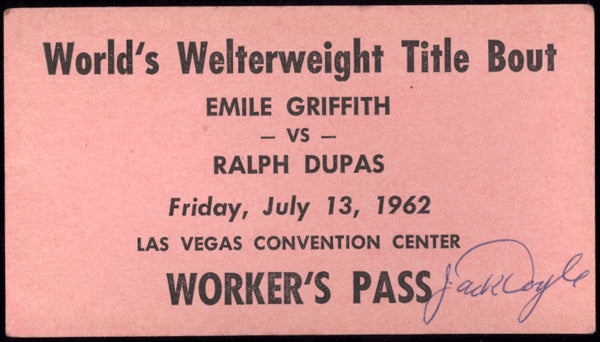 World's Welterweight Title Bout
EMILE GRIFFITH
– VS –
RALPH DUPAS
Friday, July 13, 1962
LAS VEGAS CONVENTION CENTER
WORKER'S PASS Jack Doyle